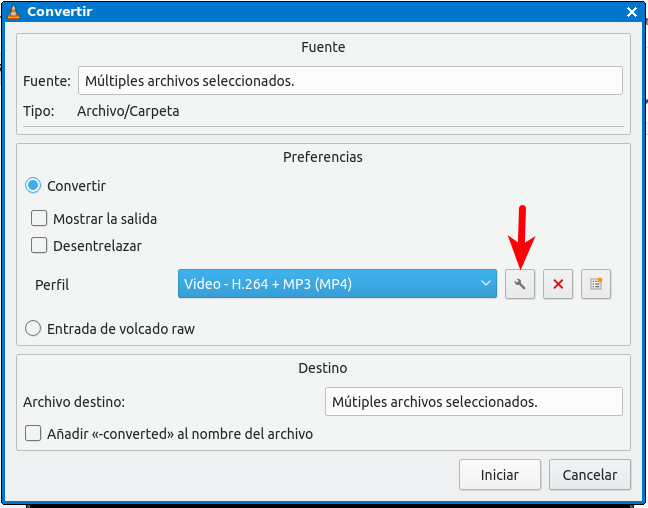 Convertir
Fuente
Fuente: Múltiples archivos seleccionados.
Tipo: Archivo/Carpeta
Preferencias
Convertir
Mostrar la salida
Desentrelazar
Perfil Video - H.264 + MP3 (MP4)
Entrada de volcado raw
Destino
Archivo destino: Mútiples archivos seleccionados.
Añadir «-converted» al nombre del archivo
Iniciar Cancelar